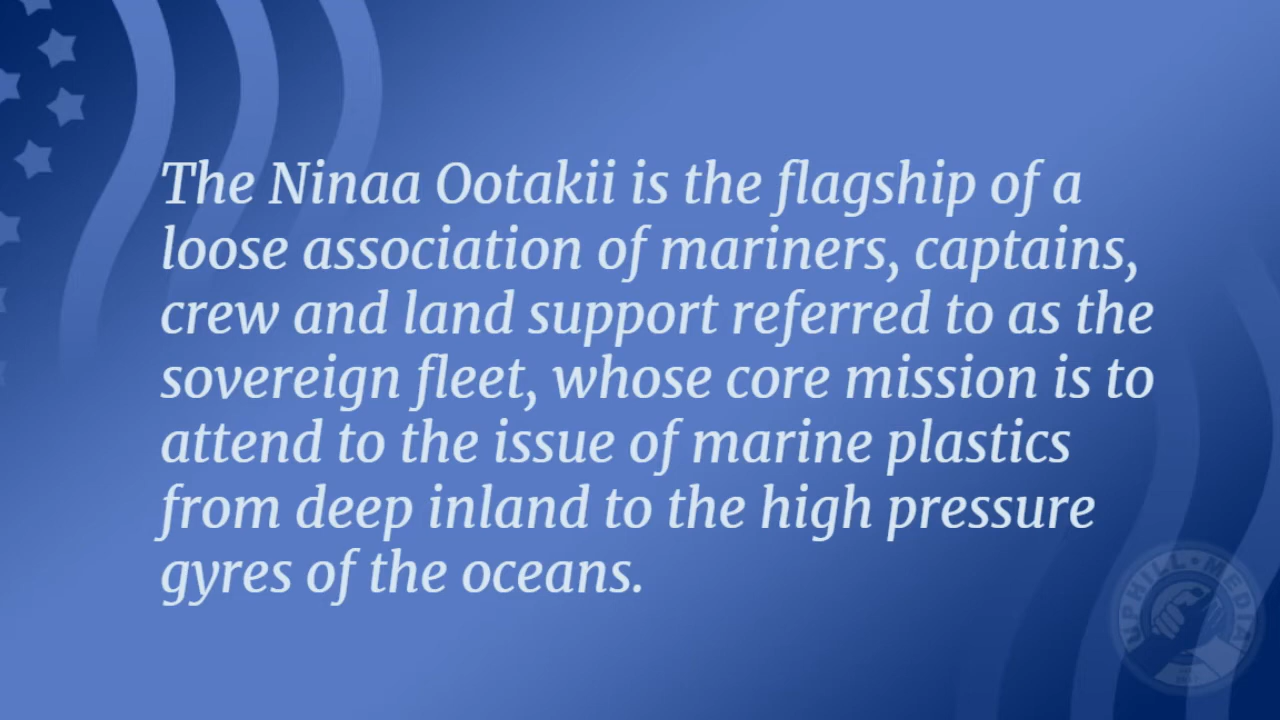 The Ninaa Ootakii is the flagship of a
loose association of mariners, captains,
crew and land support referred to as the
sovereign fleet, whose core mission is to
attend to the issue of marine plastics
from deep inland to the high pressure
gyres of the oceans.
UPHILL • MEDIA